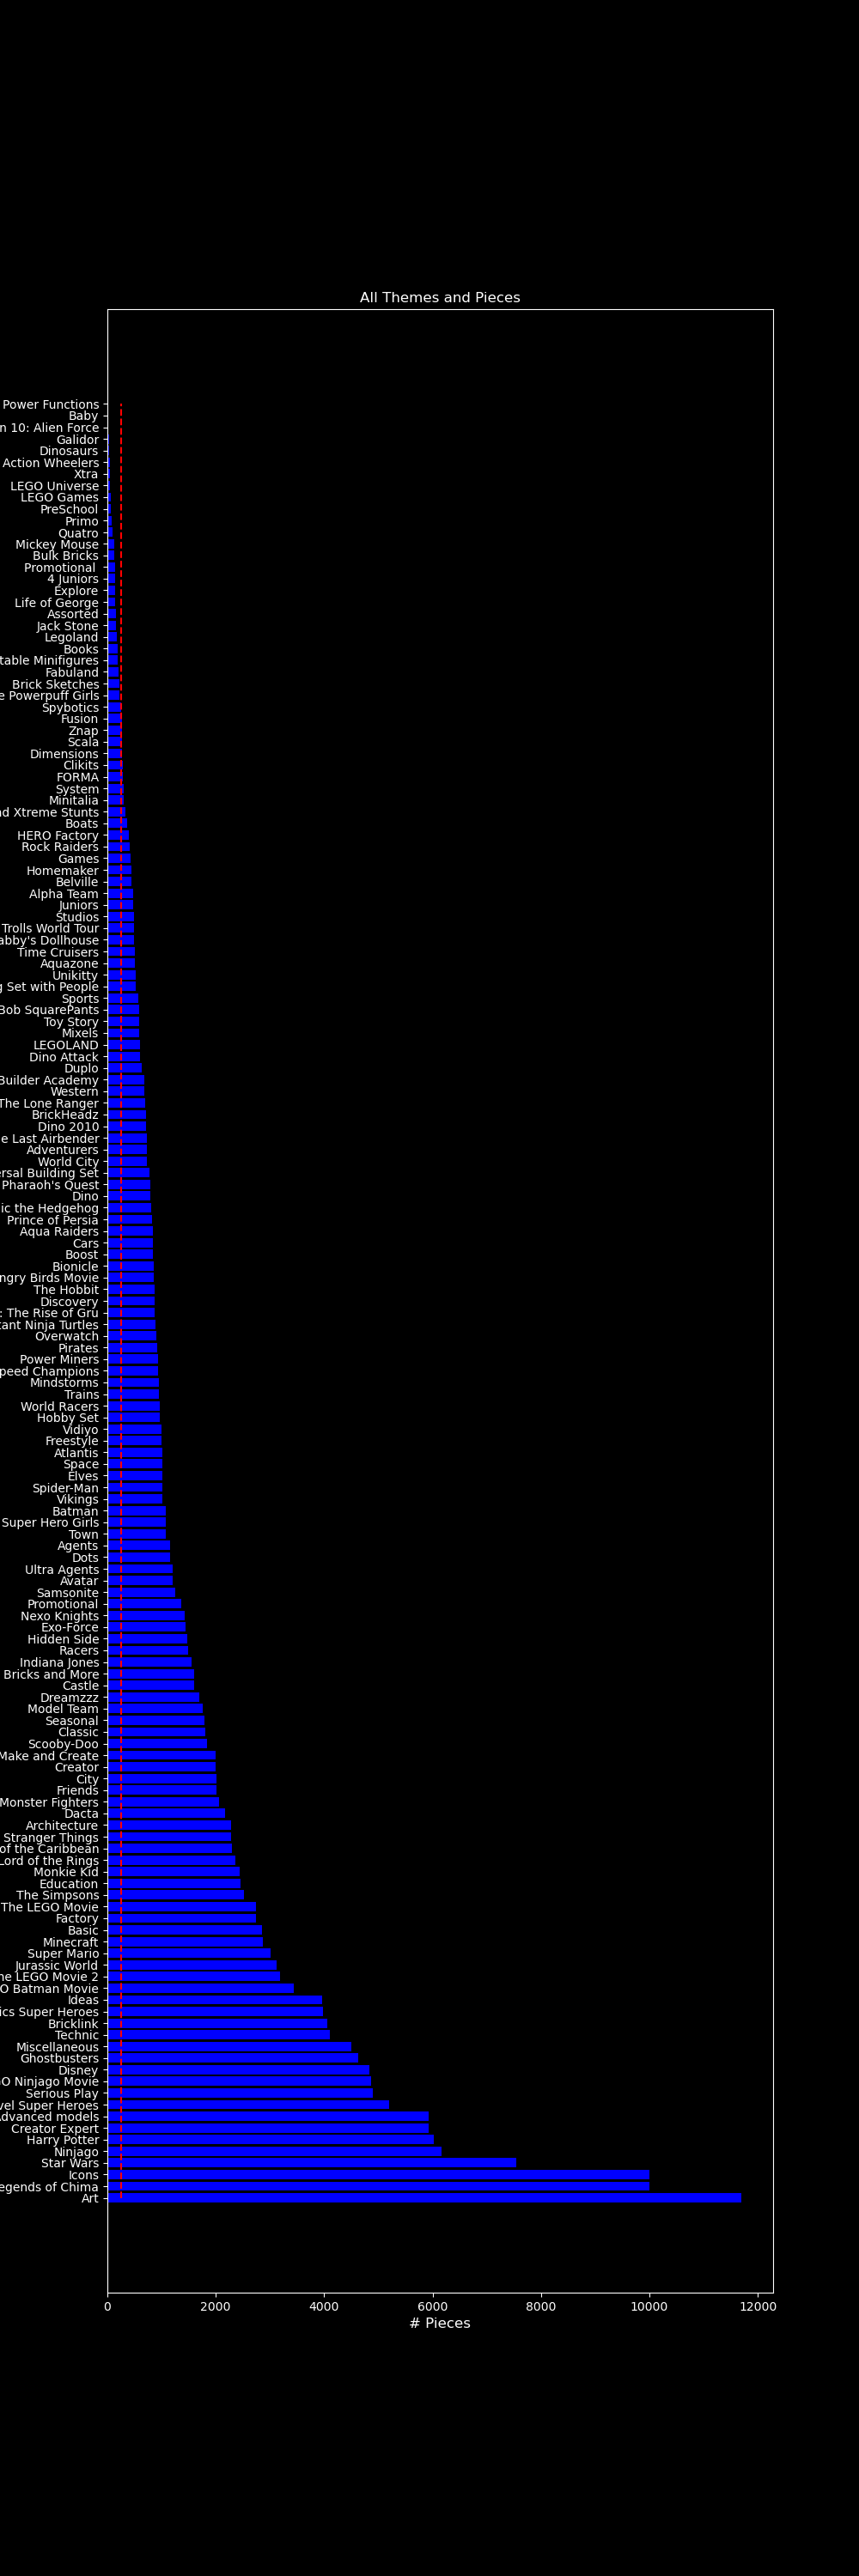 All Themes and Pieces
Power Functions
Baby
n 10: Alien Force
Galidor
Dinosaurs
Action Wheelers
Xtra
LEGO Universe
LEGO Games
PreSchool
Primo
Quatro
Mickey Mouse
Bulk Bricks
Promotional
4 Juniors
Explore
Life of George
Assorted
Jack Stone
Legoland
Books
table Minifigures
Fabuland
Brick Sketches
e Powerpuff Girls
Spybotics
Fusion
Znap
Scala
Dimensions
Clikits
FORMA
System
Minitalia
nd Xtreme Stunts
Boats
HERO Factory
Rock Raiders
Games
Homemaker
Belville
Alpha Team
Juniors
Studios
Trolls World Tour
abby's Dollhouse
Time Cruisers
Aquazone
Unikitty
g Set with People
Sports
Bob SquarePants
Toy Story
Mixels
LEGOLAND
Dino Attack
Duplo
Builder Academy
Western
The Lone Ranger
BrickHeadz
Dino 2010
e Last Airbender
Adventurers
World City
ersal Building Set
Pharaoh's Quest
Dino
ic the Hedgehog
Prince of Persia
Aqua Raiders
Cars
Boost
Bionicle
ngry Birds Movie
The Hobbit
Discovery
: The Rise of Gru
tant Ninja Turtles
Overwatch
Pirates
Power Miners
peed Champions
Mindstorms
Trains
World Racers
Hobby Set
Vidiyo
Freestyle
Atlantis
Space
Elves
Spider-Man
Vikings
Batman
Super Hero Girls
Town
Agents
Dots
Ultra Agents
Avatar
Samsonite
Promotional
Nexo Knights
Exo-Force
Hidden Side
Racers
Indiana Jones
Bricks and More
Castle
Dreamzzz
Model Team
Seasonal
Classic
Scooby-Doo
Make and Create
Creator
City
Friends
Monster Fighters
Dacta
Architecture
Stranger Things
of the Caribbean
Lord of the Rings
Monkie Kid
Education
The Simpsons
The LEGO Movie
Factory
Basic
Minecraft
Super Mario
Jurassic World
he LEGO Movie 2
O Batman Movie
Ideas
ics Super Heroes
Bricklink
Technic
Miscellaneous
Ghostbusters
Disney
GO Ninjago Movie
Serious Play
vel Super Heroes
Advanced models
Creator Expert
Harry Potter
Ninjago
Star Wars
Icons
egends of Chima
Art
0 2000 4000 6000 8000 10000 12000
# Pieces